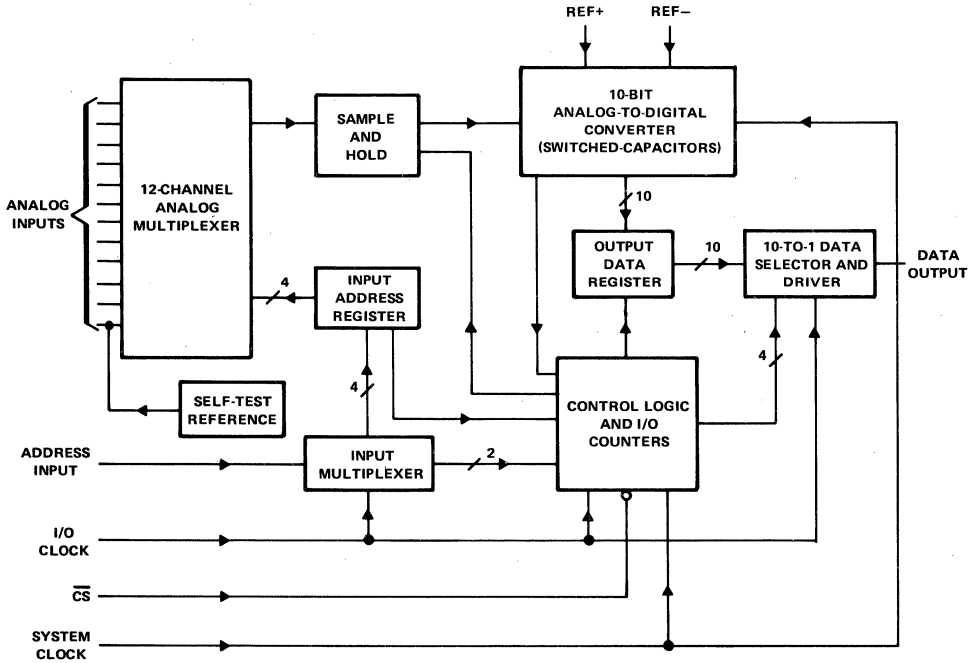 REF+ REF−
10-BIT
ANALOG-TO-DIGITAL
CONVERTER
(SWITCHED-CAPACITORS)
SAMPLE
AND
HOLD
12-CHANNEL
ANALOG
MULTIPLEXER
ANALOG
INPUTS
10
OUTPUT
DATA
REGISTER
10
10-TO-1 DATA
SELECTOR AND
DRIVER
DATA
OUTPUT
4
INPUT
ADDRESS
REGISTER
4
4
SELF-TEST
REFERENCE
CONTROL LOGIC
AND I/O
COUNTERS
ADDRESS
INPUT
INPUT
MULTIPLEXER
2
I/O
CLOCK
C̅S̅
SYSTEM
CLOCK